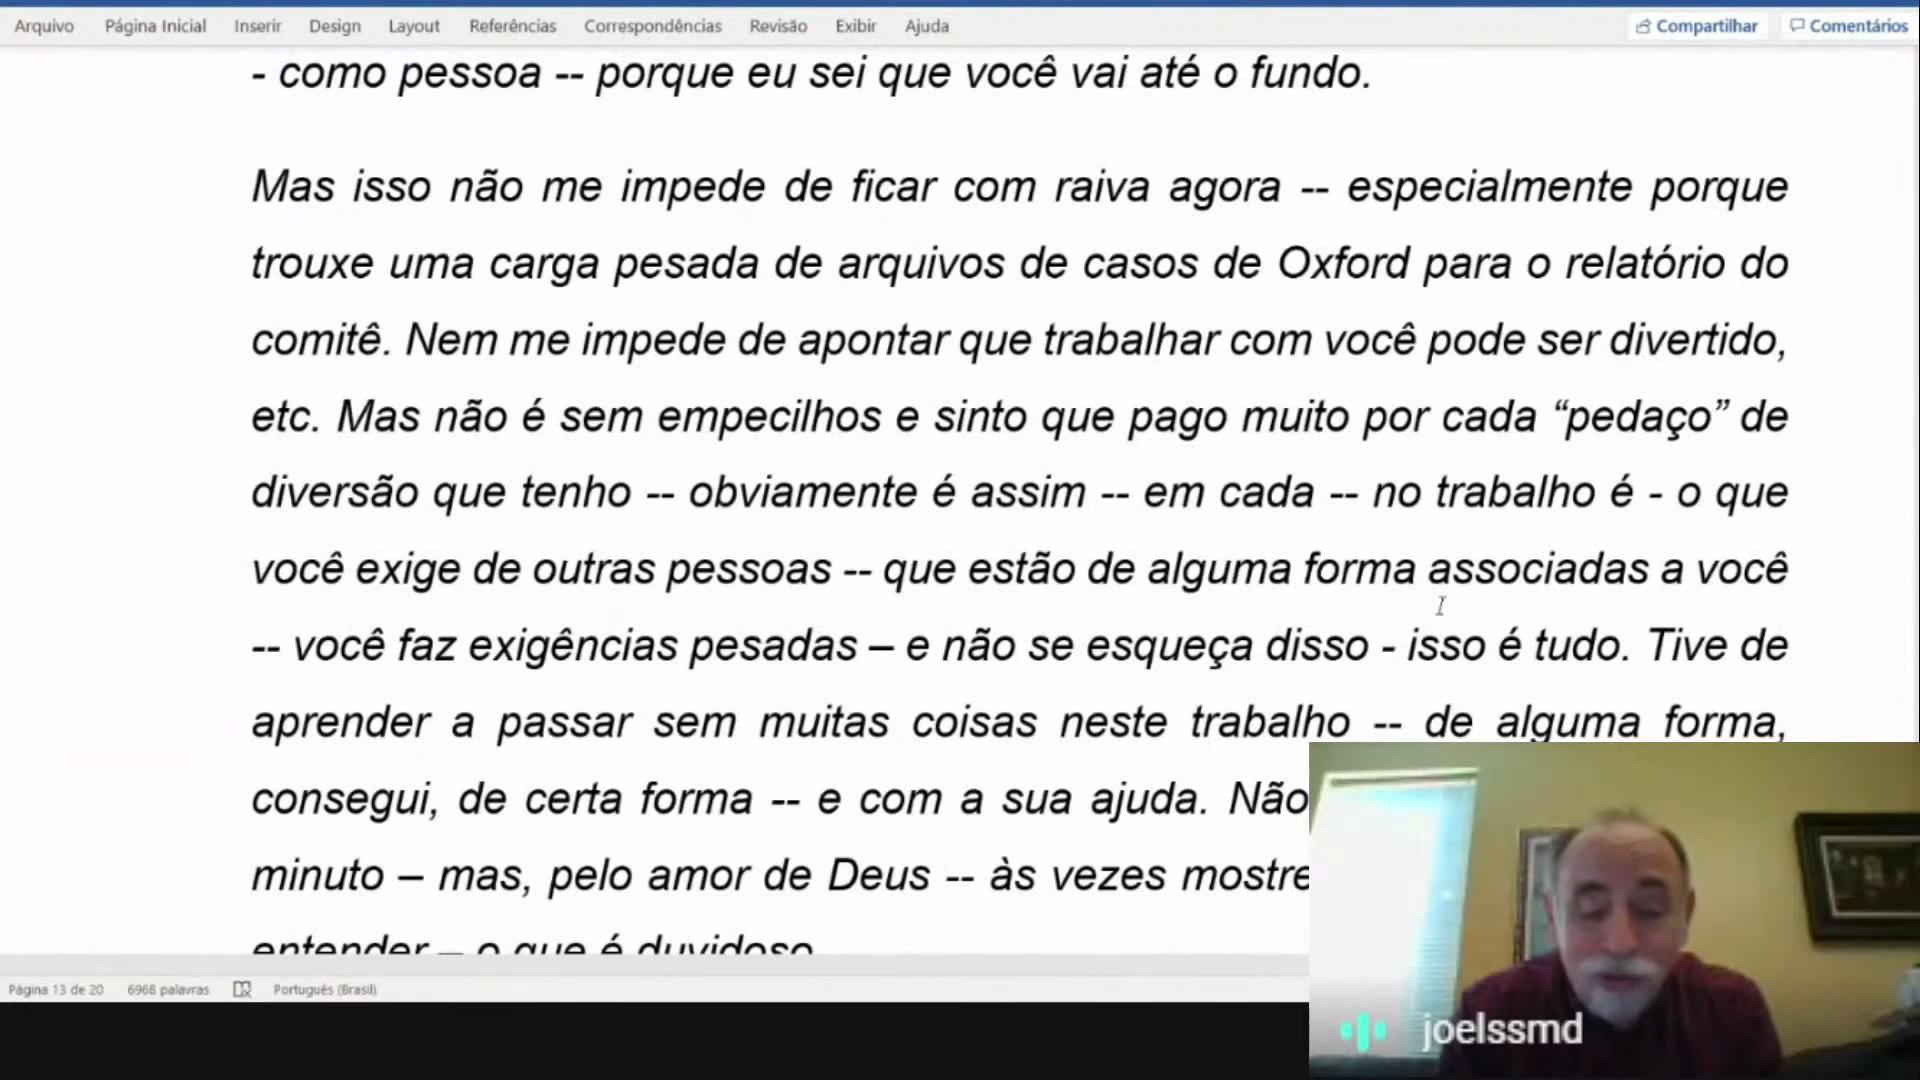 Arquivo Página Inicial Inserir Design Layout Referências Correspondências Revisão Exibir Ajuda Compartilhar Comentários
- como pessoa -- porque eu sei que você vai até o fundo.
Mas isso não me impede de ficar com raiva agora -- especialmente porque
trouxe uma carga pesada de arquivos de casos de Oxford para o relatório do
comitê. Nem me impede de apontar que trabalhar com você pode ser divertido,
etc. Mas não é sem empecilhos e sinto que pago muito por cada “pedaço” de
diversão que tenho -- obviamente é assim -- em cada -- no trabalho é - o que
você exige de outras pessoas -- que estão de alguma forma associadas a você
-- você faz exigências pesadas – e não se esqueça disso - isso é tudo. Tive de
aprender a passar sem muitas coisas neste trabalho -- de alguma forma,
consegui, de certa forma -- e com a sua ajuda. Não
minuto – mas, pelo amor de Deus -- às vezes mostre
entender – o que é duvidoso
Página 13 de 20 6968 palavras Português (Brasil)
joelssmd